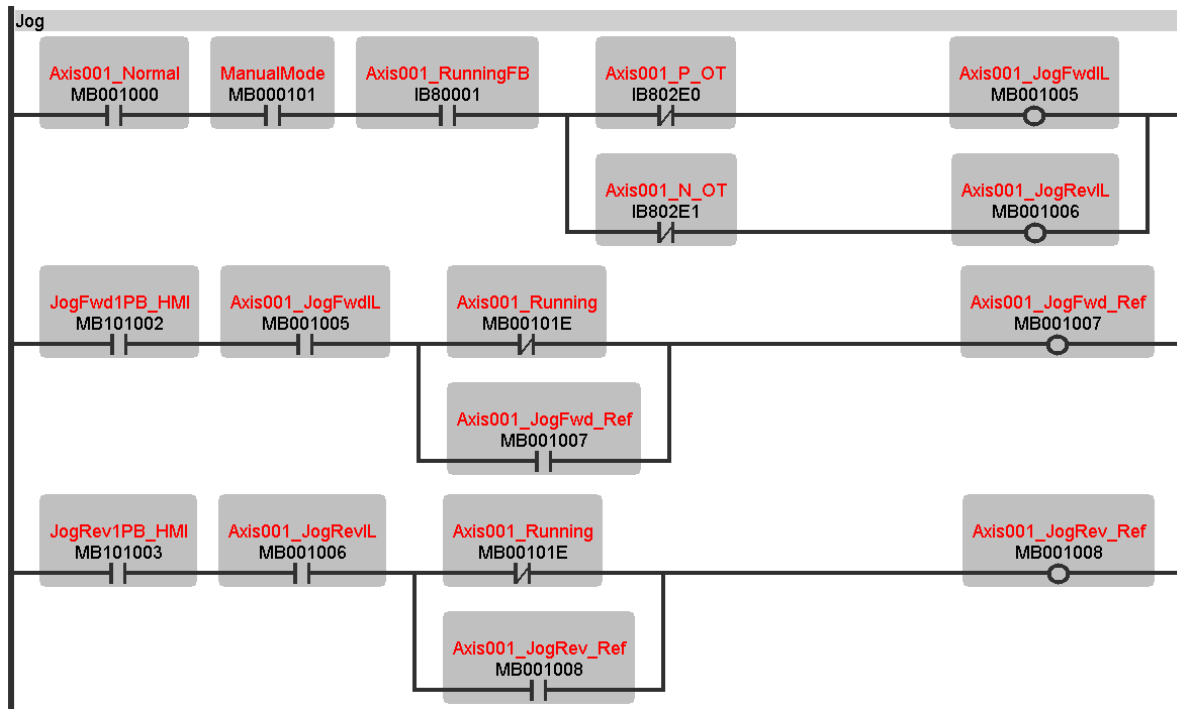 Jog
Axis001_Normal
MB001000
ManualMode
MB000101
Axis001_RunningFB
IB80001
Axis001_P_OT
IB802E0
Axis001_JogFwdIL
MB001005
Axis001_N_OT
IB802E1
Axis001_JogRevIL
MB001006
JogFwd1PB_HMI
MB101002
Axis001_JogFwdIL
MB001005
Axis001_Running
MB00101E
Axis001_JogFwd_Ref
MB001007
Axis001_JogFwd_Ref
MB001007
JogRev1PB_HMI
MB101003
Axis001_JogRevIL
MB001006
Axis001_Running
MB00101E
Axis001_JogRev_Ref
MB001008
Axis001_JogRev_Ref
MB001008